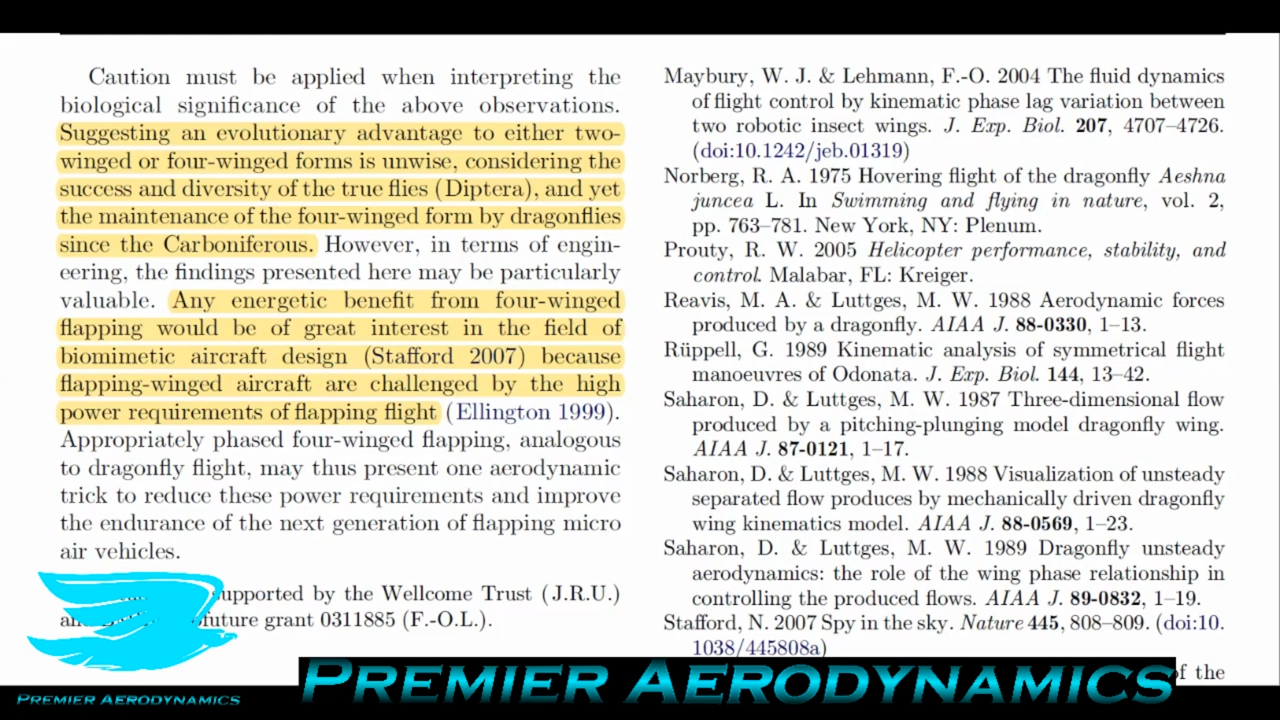 Caution must be applied when interpreting the
biological significance of the above observations.
Suggesting an evolutionary advantage to either two-
winged or four-winged forms is unwise, considering the
success and diversity of the true flies (Diptera), and yet
the maintenance of the four-winged form by dragonflies
since the Carboniferous. However, in terms of engin-
eering, the findings presented here may be particularly
valuable. Any energetic benefit from four-winged
flapping would be of great interest in the field of
biomimetic aircraft design (Stafford 2007) because
flapping-winged aircraft are challenged by the high
power requirements of flapping flight (Ellington 1999).
Appropriately phased four-winged flapping, analogous
to dragonfly flight, may thus present one aerodynamic
trick to reduce these power requirements and improve
the endurance of the next generation of flapping micro
air vehicles.
supported by the Wellcome Trust (J.R.U.)
future grant 0311885 (F.-O.L.).
Maybury, W. J. & Lehmann, F.-O. 2004 The fluid dynamics
of flight control by kinematic phase lag variation between
two robotic insect wings. J. Exp. Biol. 207, 4707–4726.
(doi:10.1242/jeb.01319)
Norberg, R. A. 1975 Hovering flight of the dragonfly Aeshna
juncea L. In Swimming and flying in nature, vol. 2,
pp. 763–781. New York, NY: Plenum.
Prouty, R. W. 2005 Helicopter performance, stability, and
control. Malabar, FL: Kreiger.
Reavis, M. A. & Luttges, M. W. 1988 Aerodynamic forces
produced by a dragonfly. AIAA J. 88-0330, 1–13.
Rüppell, G. 1989 Kinematic analysis of symmetrical flight
manoeuvres of Odonata. J. Exp. Biol. 144, 13–42.
Saharon, D. & Luttges, M. W. 1987 Three-dimensional flow
produced by a pitching-plunging model dragonfly wing.
AIAA J. 87-0121, 1–17.
Saharon, D. & Luttges, M. W. 1988 Visualization of unsteady
separated flow produces by mechanically driven dragonfly
wing kinematics model. AIAA J. 88-0569, 1–23.
Saharon, D. & Luttges, M. W. 1989 Dragonfly unsteady
aerodynamics: the role of the wing phase relationship in
controlling the produced flows. AIAA J. 89-0832, 1–19.
Stafford, N. 2007 Spy in the sky. Nature 445, 808–809. (doi:10.
1038/445808a)
of the
PREMIER AERODYNAMICS
PREMIER AERODYNAMICS